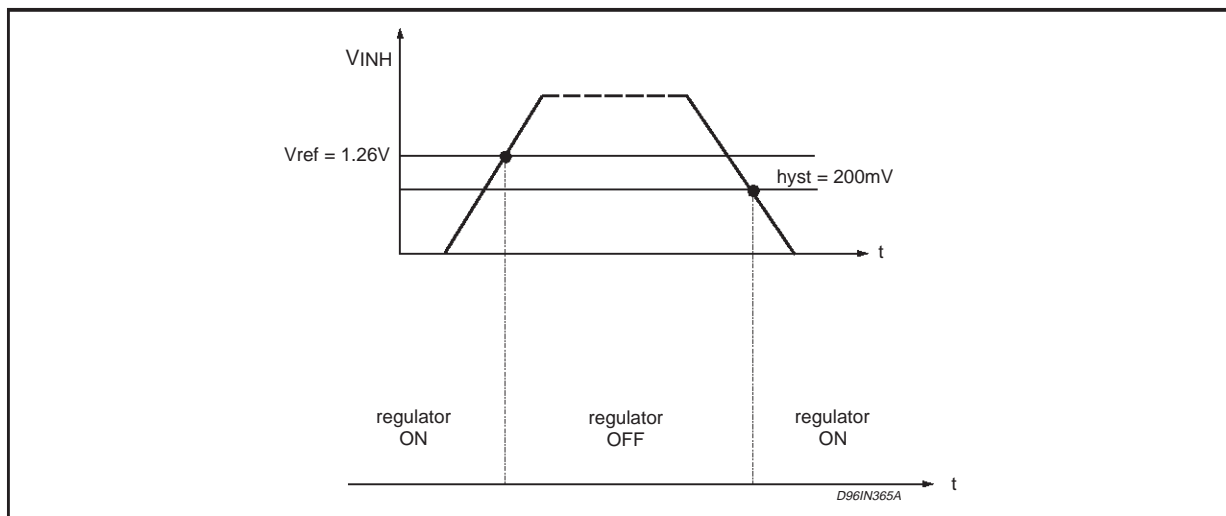 VINH
Vref = 1.26V
hyst = 200mV
t
regulator
ON
regulator
OFF
regulator
ON
t
D96IN365A